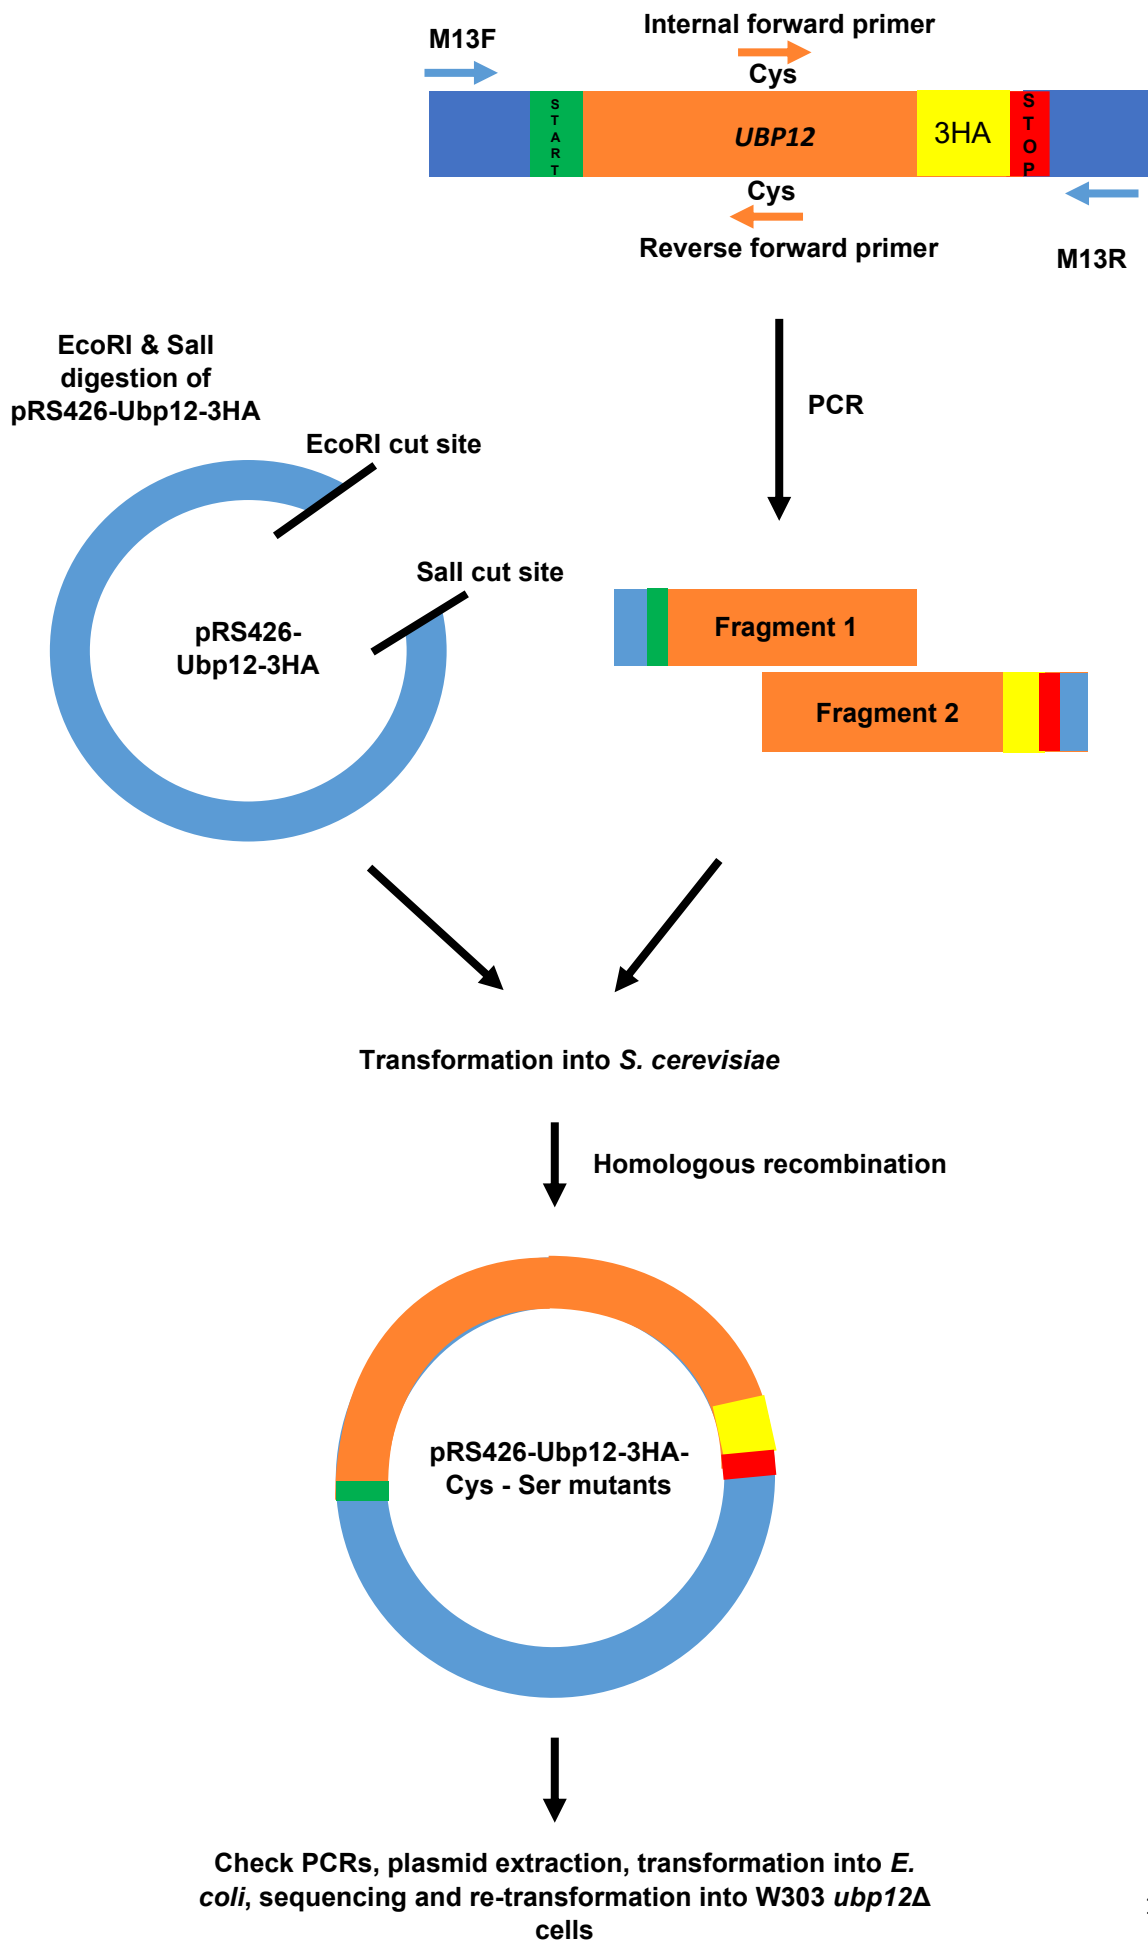 Internal forward primer
M13F
Cys
START
UBP12
3HA
STOP
Cys
Reverse forward primer
M13R
EcoRI & SalI
digestion of
pRS426-Ubp12-3HA
EcoRI cut site
PCR
SalI cut site
pRS426-
Ubp12-3HA
Fragment 1
Fragment 2
Transformation into S. cerevisiae
Homologous recombination
pRS426-Ubp12-3HA-
Cys - Ser mutants
Check PCRs, plasmid extraction, transformation into E.
coli, sequencing and re-transformation into W303 ubp12Δ
cells